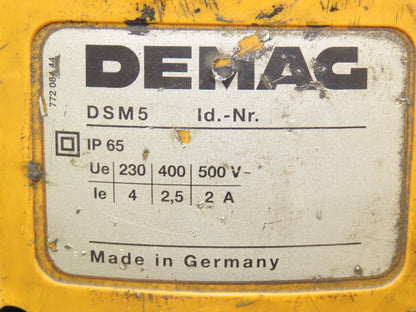 DEMAG
772 084 44
DSM5 Id.-Nr.
IP 65
Ue 230 400 500 V~
Ie 4 2,5 2 A
Made in Germany